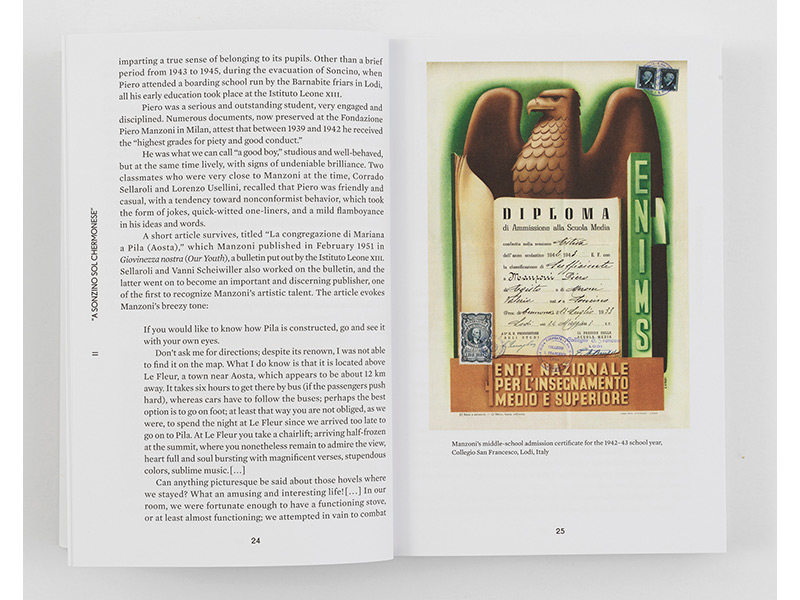 imparting a true sense of belonging to its pupils. Other than a brief
period from 1943 to 1945, during the evacuation of Soncino, when
Piero attended a boarding school run by the Barnabite friars in Lodi,
all his early education took place at the Istituto Leone XIII.
Piero was a serious and outstanding student, very engaged and
disciplined. Numerous documents, now preserved at the Fondazione
Piero Manzoni in Milan, attest that between 1939 and 1942 he received
the "highest grades for piety and good conduct."
He was what we can call "a good boy," studious and well-behaved,
but at the same time lively, with signs of undeniable brilliance. Two
classmates who were very close to Manzoni at the time, Corrado
Sellaroli and Lorenzo Usellini, recalled that Piero was friendly and
casual, with a tendency toward nonconformist behavior, which took
the form of jokes, quick-witted one-liners, and a mild flamboyance
in his ideas and words.
A short article survives, titled "La congregazione di Mariana
a Pila (Aosta)," which Manzoni published in February 1951 in
Giovinezza nostra (Our Youth), a bulletin put out by the Istituto Leone XIII.
Sellaroli and Vanni Scheiwiller also worked on the bulletin, and the
latter went on to become an important and discerning publisher, one
of the first to recognize Manzoni's artistic talent. The article evokes
Manzoni's breezy tone:
If you would like to know how Pila is constructed, go and see it
with your own eyes.
Don't ask me for directions; despite its renown, I was not able
to find it on the map. What I do know is that it is located above
Le Fleur, a town near Aosta, which appears to be about 12 km
away. It takes six hours to get there by bus (if the passengers push
hard), whereas cars have to follow the buses; perhaps the best
option is to go on foot; at least that way you are not obliged, as we
were, to spend the night at Le Fleur since we arrived too late to
go on to Pila. At Le Fleur you take a chairlift; arriving half-frozen
at the summit, where you nonetheless remain to admire the view,
heart full and soul bursting with magnificent verses, stupendous
colors, sublime music.[…]
Can anything picturesque be said about those hovels where
we stayed? What an amusing and interesting life![…] In our
room, we were fortunate enough to have a functioning stove,
or at least almost functioning; we attempted in vain to combat
24
"A SONZINO SOL CHERMONESE"
II
DIPLOMA
di Ammissione alla Scuola Media
conferito nella sessione Estiva
dell'anno scolastico E. F. con
la classificazione di Sufficiente
a Manzoni Piero
Lodi
ENIMS
ENTE NAZIONALE
PER L'INSEGNAMENTO
MEDIO E SUPERIORE
Manzoni's middle-school admission certificate for the 1942–43 school year,
Collegio San Francesco, Lodi, Italy
25